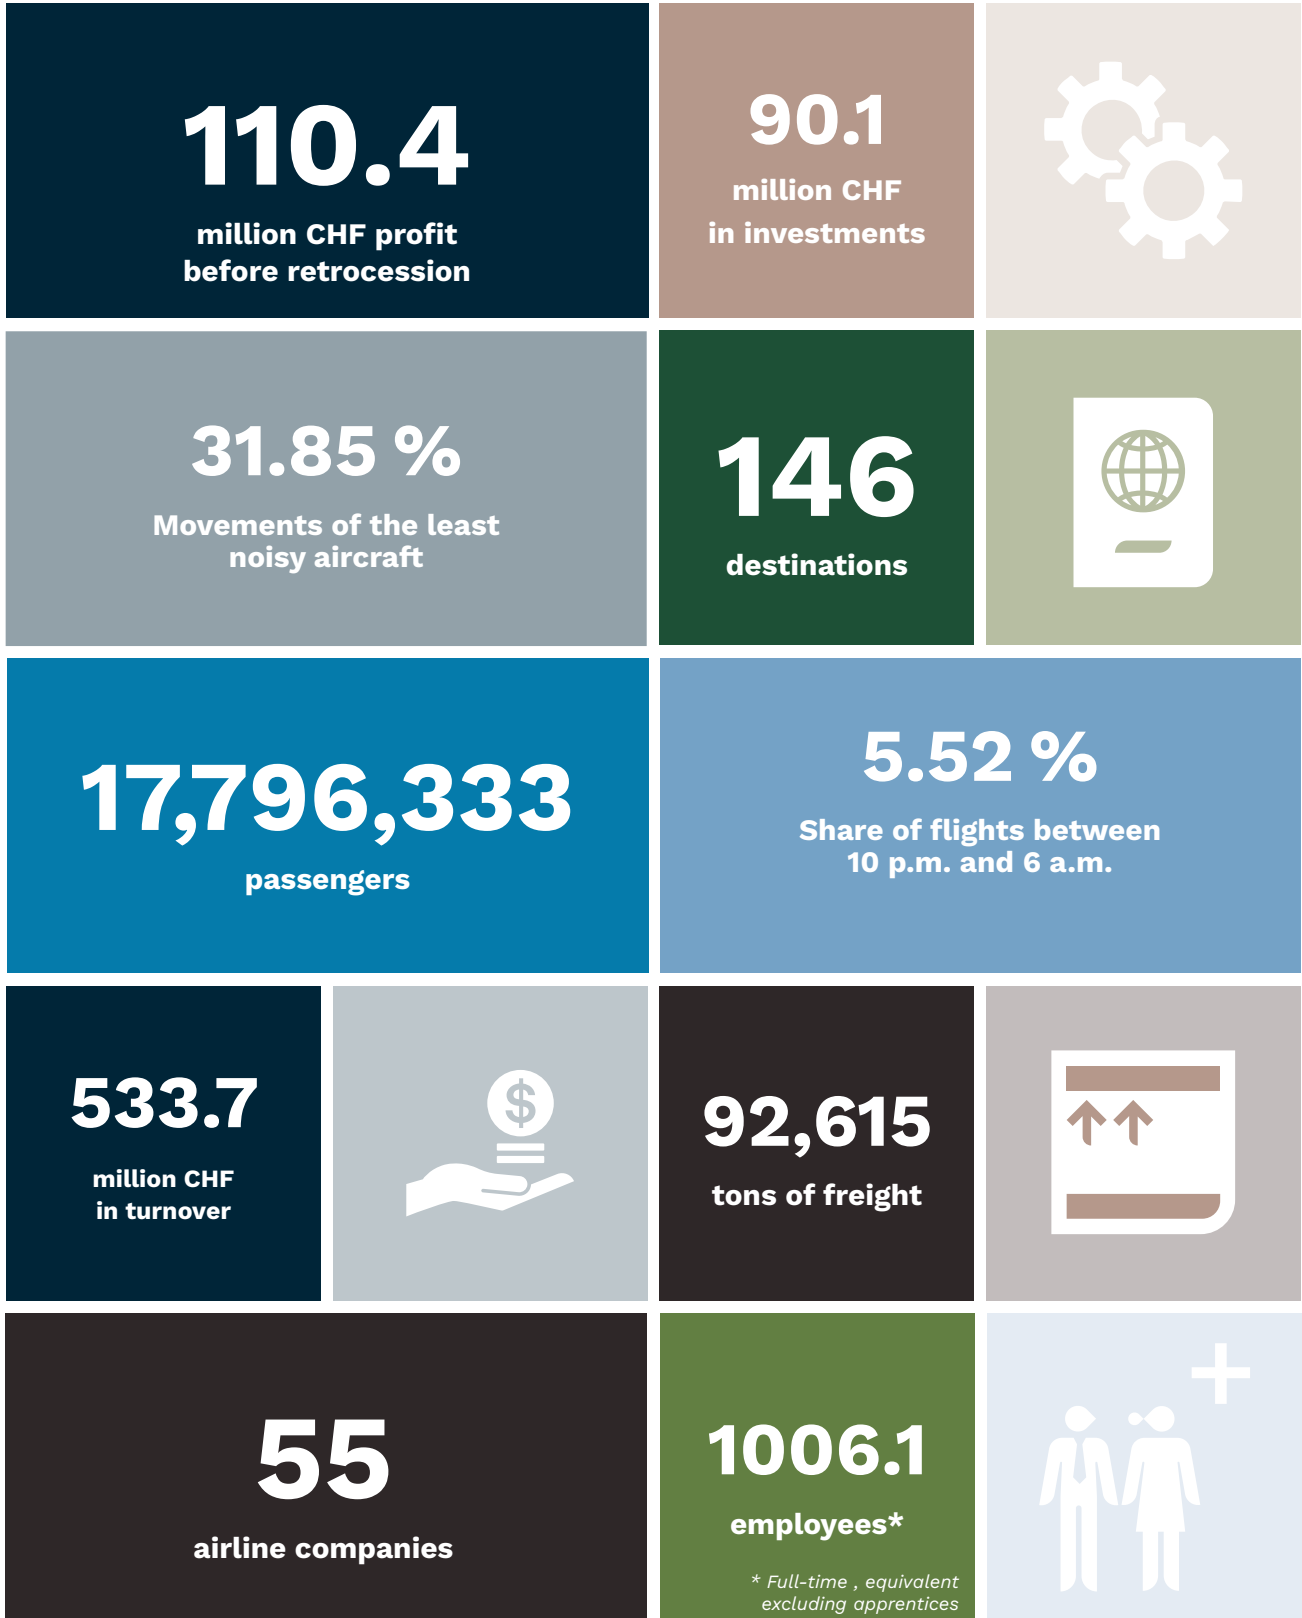 110.4
million CHF profit
before retrocession
90.1
million CHF
in investments
31.85 %
Movements of the least
noisy aircraft
146
destinations
17,796,333
passengers
5.52 %
Share of flights between
10 p.m. and 6 a.m.
533.7
million CHF
in turnover
$
92,615
tons of freight
55
airline companies
1006.1
employees*
* Full-time , equivalent
excluding apprentices